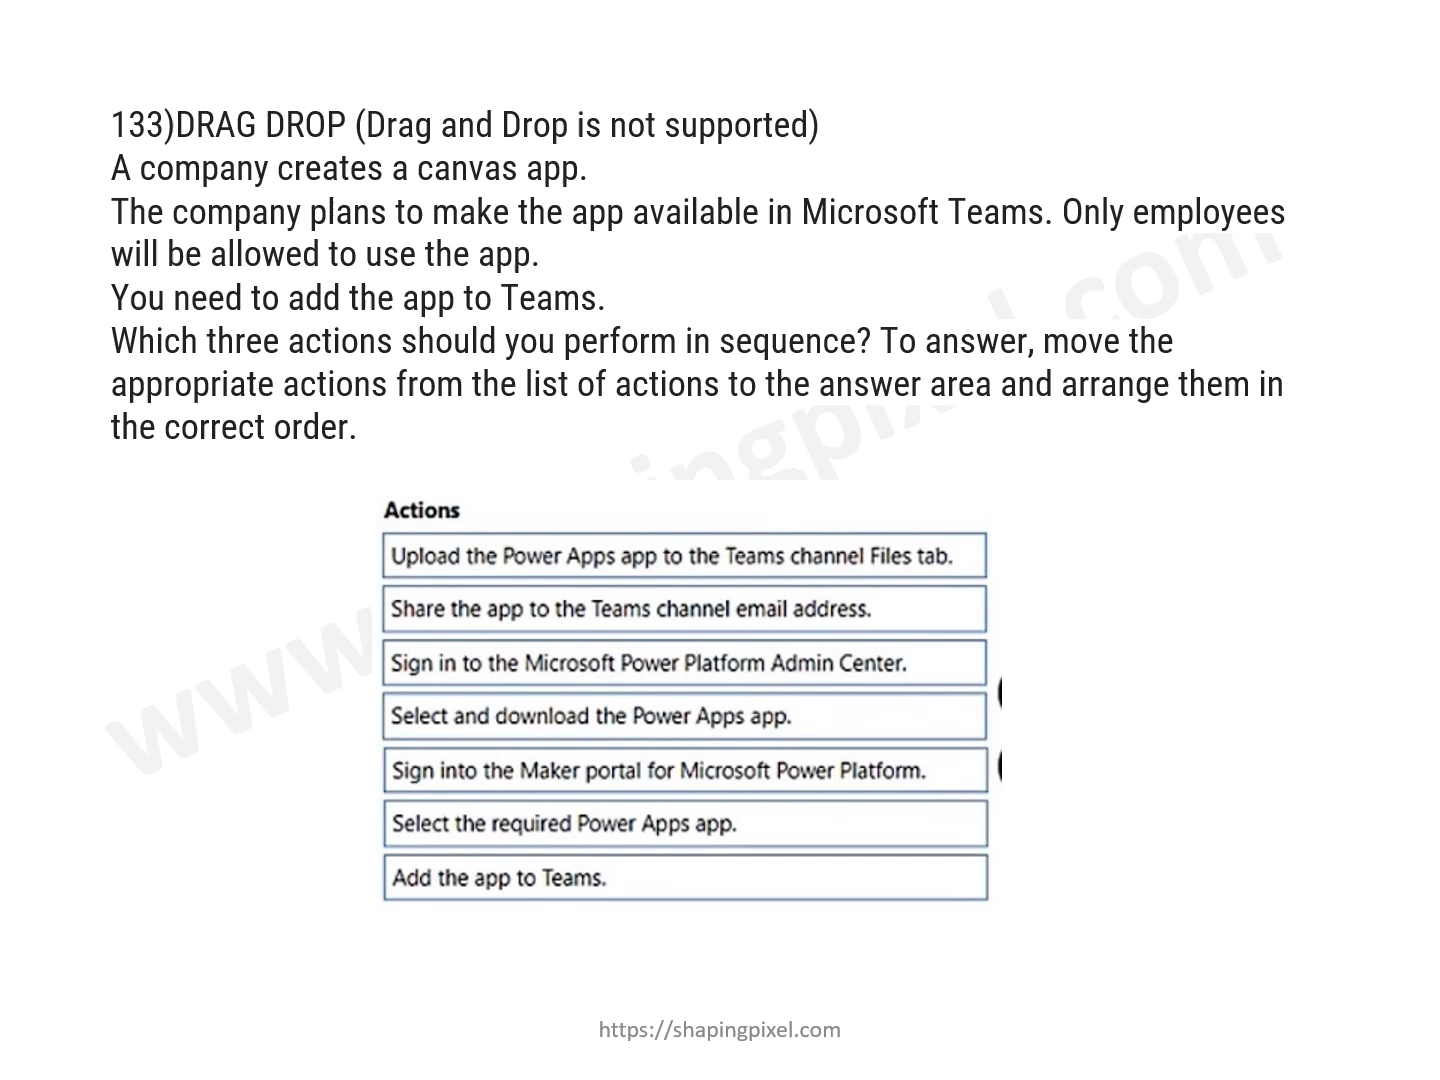 133)DRAG DROP (Drag and Drop is not supported)
A company creates a canvas app.
The company plans to make the app available in Microsoft Teams. Only employees
will be allowed to use the app.
You need to add the app to Teams.
Which three actions should you perform in sequence? To answer, move the
appropriate actions from the list of actions to the answer area and arrange them in
the correct order.
Actions
Upload the Power Apps app to the Teams channel Files tab.
Share the app to the Teams channel email address.
Sign in to the Microsoft Power Platform Admin Center.
Select and download the Power Apps app.
Sign into the Maker portal for Microsoft Power Platform.
Select the required Power Apps app.
Add the app to Teams.
https://shapingpixel.com